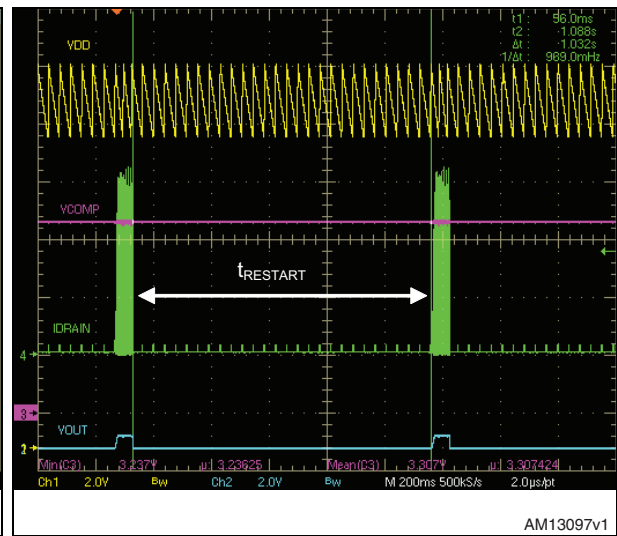 t1 : 96.0ms
t2 : 1.088s
Δt : 1.032s
1/Δt : 969.0mHz
VDD
VCOMP
tRESTART
IDRAIN
4
3
VOUT
Min(C3) 3.237V µ: 3.23625 Mean(C3) 3.307V µ: 3.307424
Ch1 2.0V Bw Ch2 2.0V Bw M 200ms 500kS/s 2.0µs/pt
AM13097v1